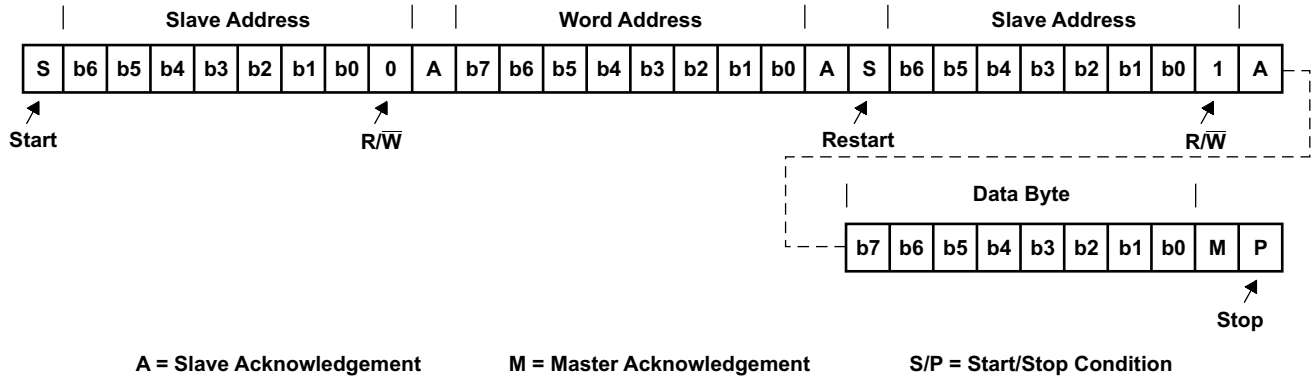 Slave Address Word Address Slave Address
S b6 b5 b4 b3 b2 b1 b0 0 A b7 b6 b5 b4 b3 b2 b1 b0 A S b6 b5 b4 b3 b2 b1 b0 1 A
Start R/W̅ Restart R/W̅
Data Byte
b7 b6 b5 b4 b3 b2 b1 b0 M P
Stop
A = Slave Acknowledgement M = Master Acknowledgement S/P = Start/Stop Condition